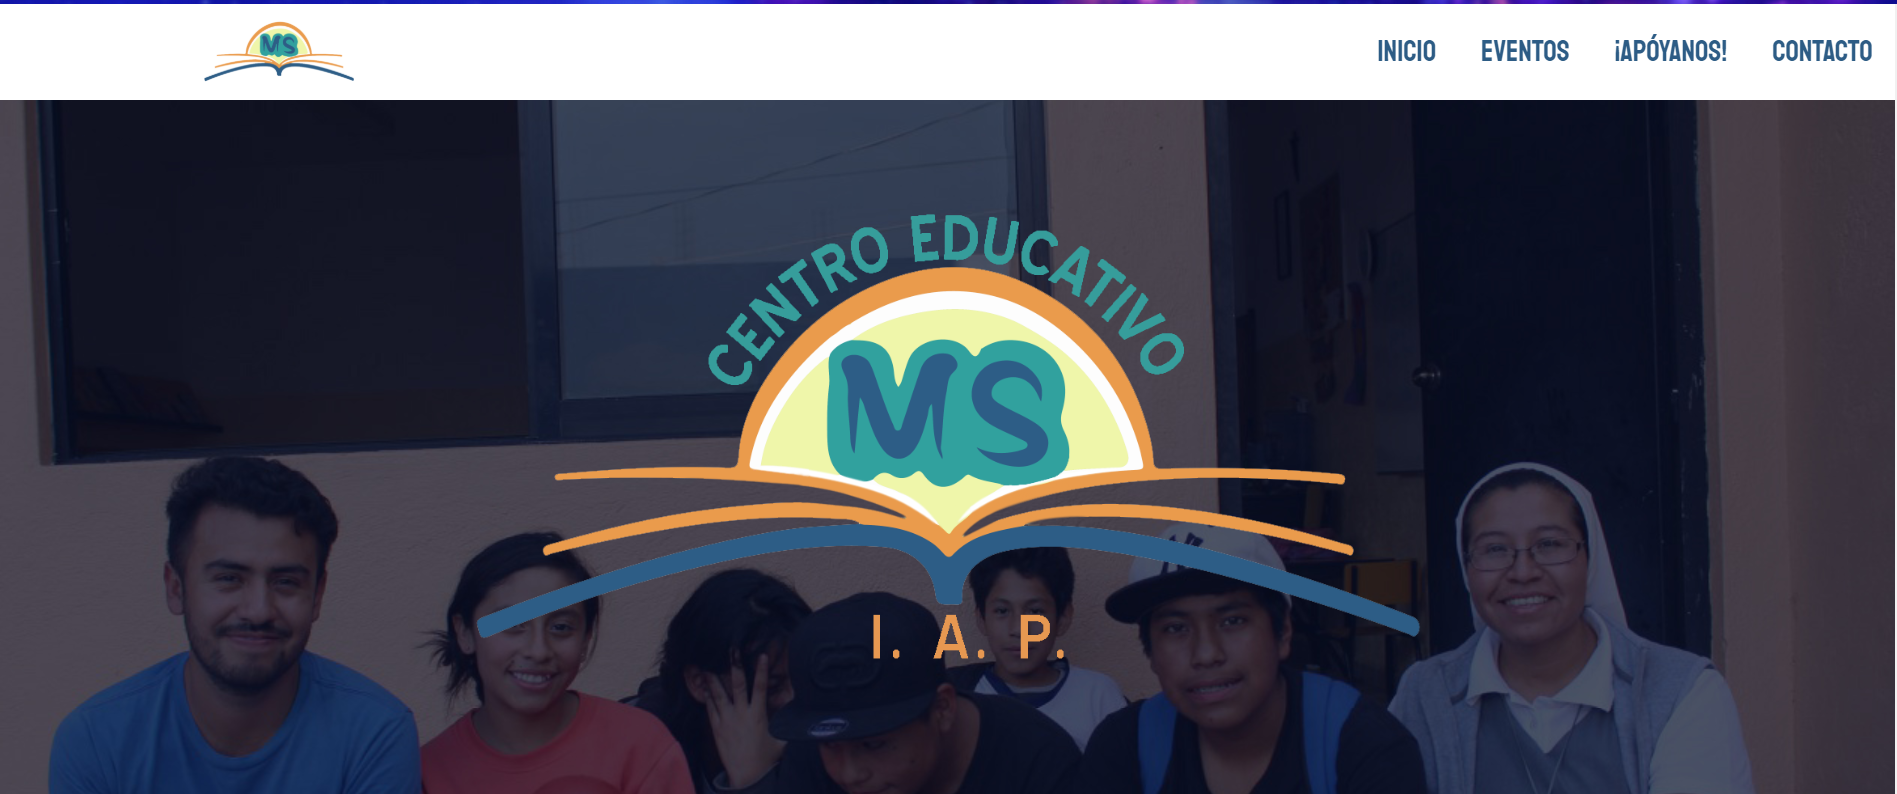 MS
INICIO EVENTOS ¡APÓYANOS! CONTACTO
CENTRO EDUCATIVO
MS
I. A. P.